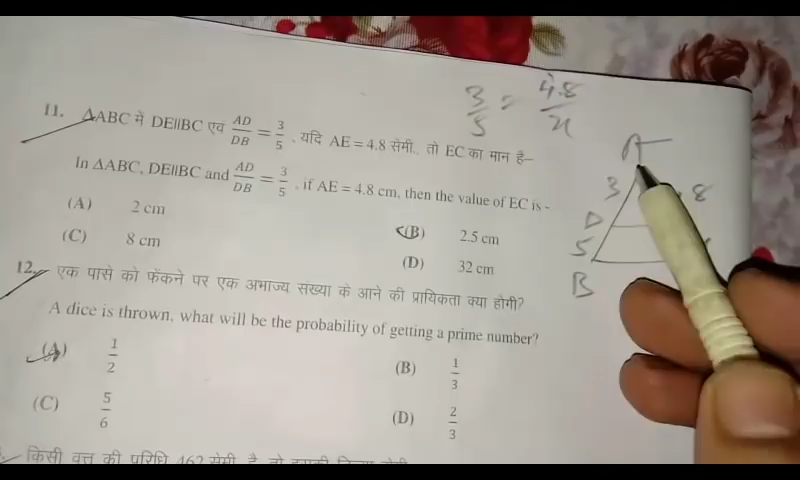 3/5 = 4.8/x
11. ΔABC में DE||BC एवं AD/DB = 3/5 . यदि AE = 4.8 सेमी.. तो EC का मान है–
In ΔABC, DE||BC and AD/DB = 3/5 . if AE = 4.8 cm, then the value of EC is -
(A) 2 cm (B) 2.5 cm
(C) 8 cm (D) 32 cm
A
3 .8
D
5
B
12. एक पासे को फेंकने पर एक अभाज्य संख्या के आने की प्रायिकता क्या होगी?
A dice is thrown, what will be the probability of getting a prime number?
(A) 1/2 (B) 1/3
(C) 5/6 (D) 2/3
किसी वृत्त की परिधि 462 सेमी है, तो